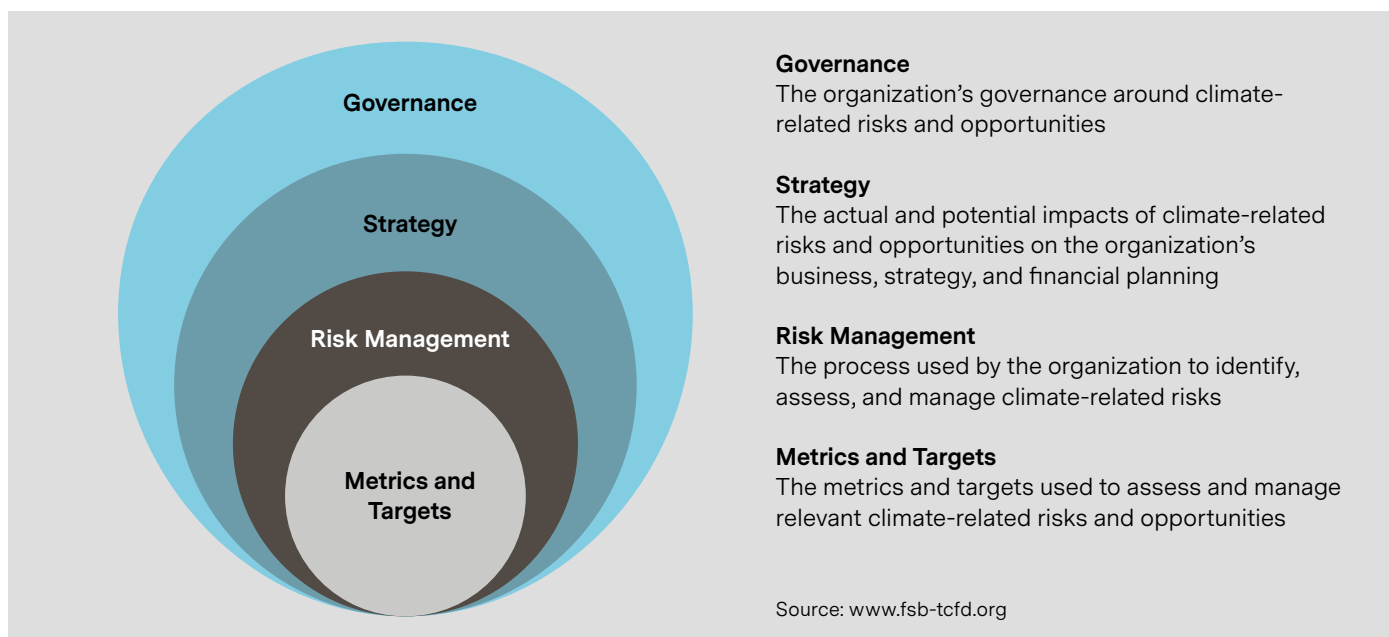 Governance
Strategy
Risk Management
Metrics and
Targets
Governance
The organization’s governance around climate-
related risks and opportunities
Strategy
The actual and potential impacts of climate-related
risks and opportunities on the organization’s
business, strategy, and financial planning
Risk Management
The process used by the organization to identify,
assess, and manage climate-related risks
Metrics and Targets
The metrics and targets used to assess and manage
relevant climate-related risks and opportunities
Source: www.fsb-tcfd.org